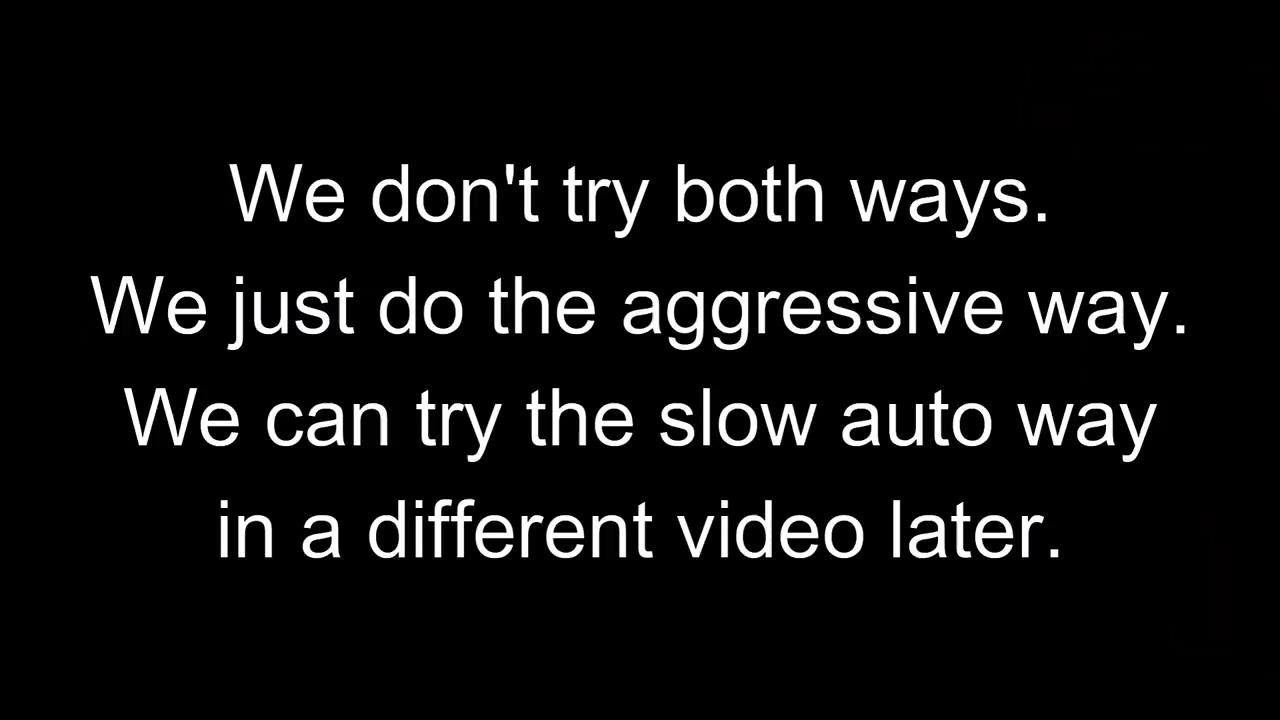 We don't try both ways.
We just do the aggressive way.
We can try the slow auto way
in a different video later.